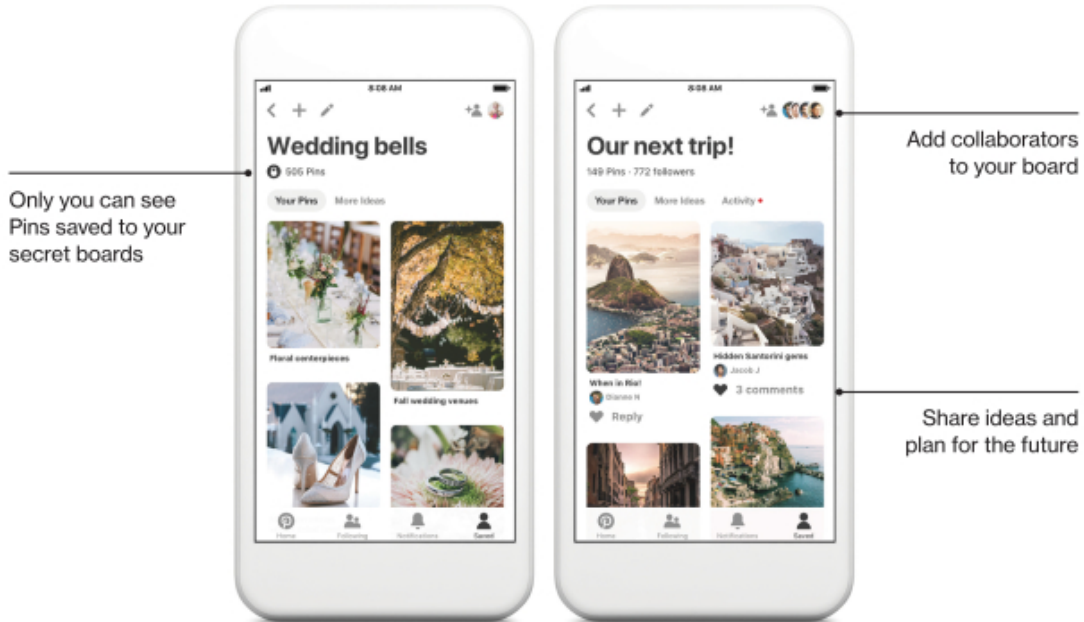 Only you can see
Pins saved to your
secret boards
8:08 AM
Wedding bells
505 Pins
Your Pins More Ideas
Floral centerpieces
Fall wedding venues
Home Following Notifications Saved
8:08 AM
Our next trip!
149 Pins · 772 followers
Your Pins More Ideas Activity
When in Rio!
Dianne H
Reply
Hidden Santorini gems
Jacob J
3 comments
Home Following Notifications Saved
Add collaborators
to your board
Share ideas and
plan for the future